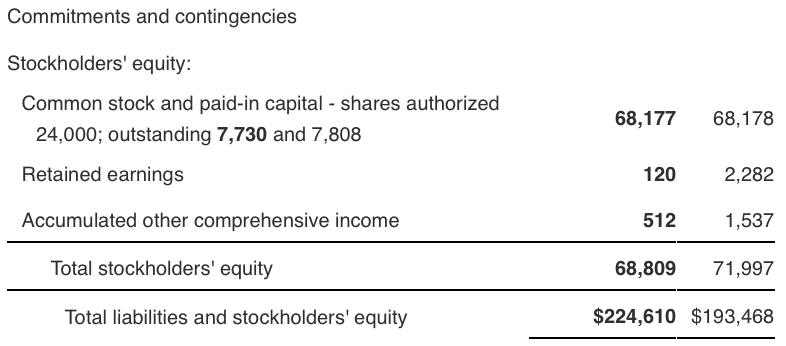 Commitments and contingencies
Stockholders' equity:
Common stock and paid-in capital - shares authorized
24,000; outstanding 7,730 and 7,808 68,177 68,178
Retained earnings 120 2,282
Accumulated other comprehensive income 512 1,537
Total stockholders' equity 68,809 71,997
Total liabilities and stockholders' equity $224,610 $193,468